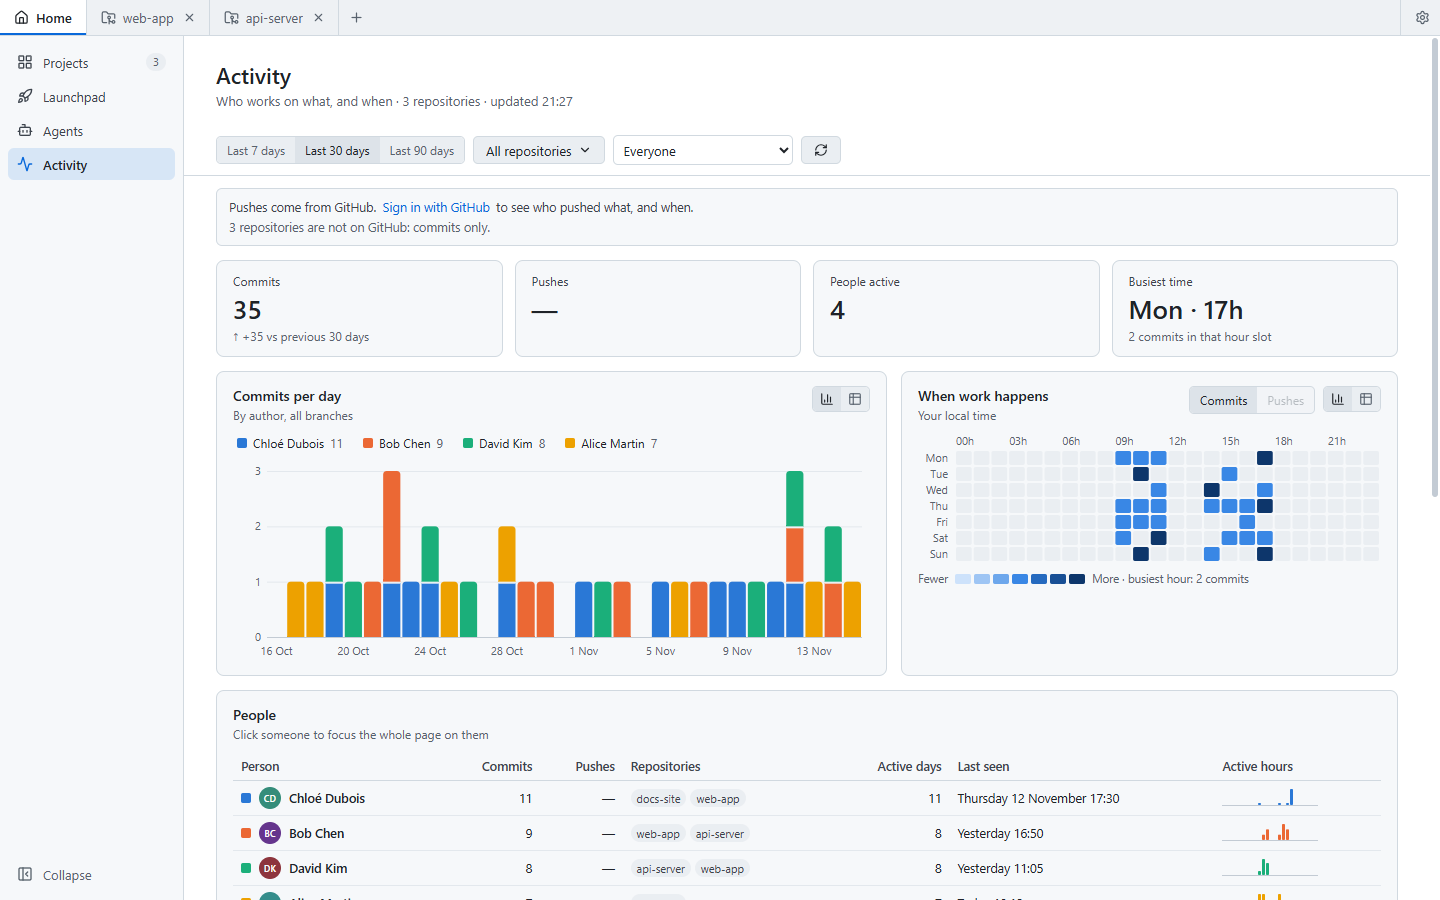 Home
web-app
api-server
Projects 3
Launchpad
Agents
Activity
Collapse
Activity
Who works on what, and when · 3 repositories · updated 21:27
Last 7 days Last 30 days Last 90 days All repositories Everyone
Pushes come from GitHub. Sign in with GitHub to see who pushed what, and when.
3 repositories are not on GitHub: commits only.
Commits
35
↑ +35 vs previous 30 days
Pushes
—
People active
4
Busiest time
Mon · 17h
2 commits in that hour slot
Commits per day
By author, all branches
Chloé Dubois 11 Bob Chen 9 David Kim 8 Alice Martin 7
3
2
1
0
16 Oct 20 Oct 24 Oct 28 Oct 1 Nov 5 Nov 9 Nov 13 Nov
When work happens
Your local time
Commits Pushes
00h 03h 06h 09h 12h 15h 18h 21h
Mon
Tue
Wed
Thu
Fri
Sat
Sun
Fewer More · busiest hour: 2 commits
People
Click someone to focus the whole page on them
Person Commits Pushes Repositories Active days Last seen Active hours
CD Chloé Dubois 11 — docs-site web-app 11 Thursday 12 November 17:30
BC Bob Chen 9 — web-app api-server 8 Yesterday 16:50
DK David Kim 8 — api-server web-app 8 Yesterday 11:05